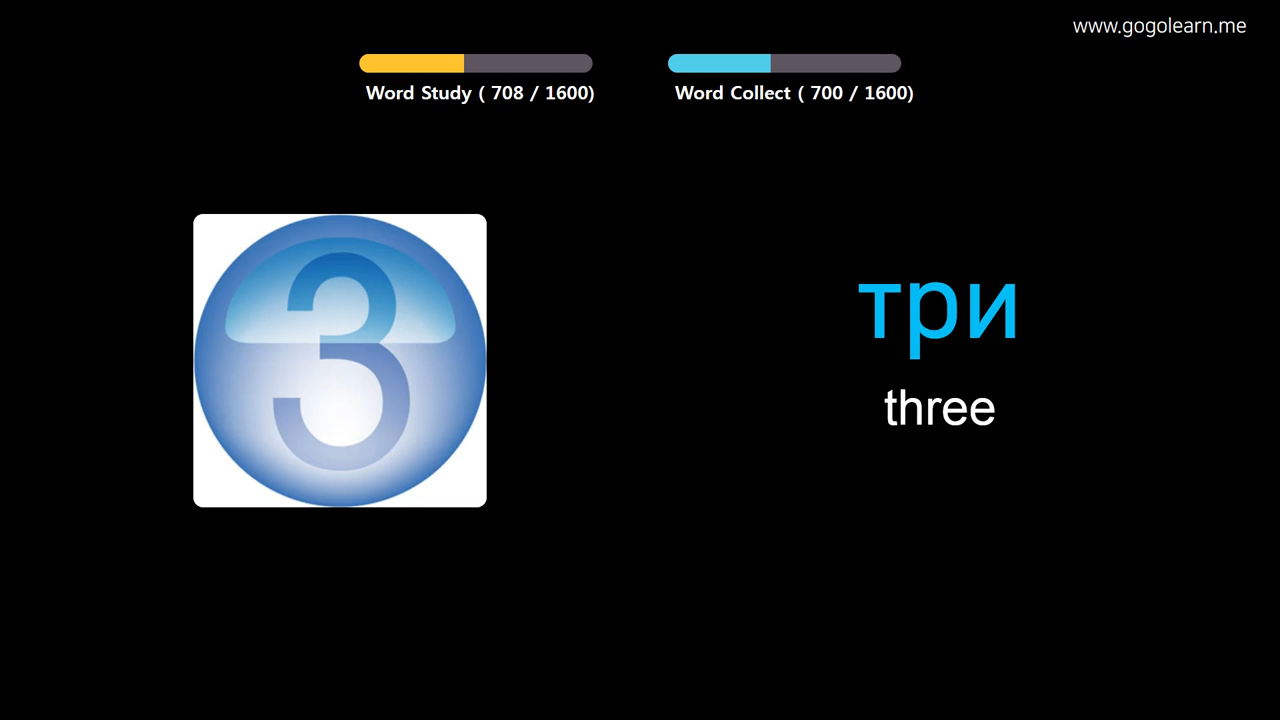 www.gogolearn.me
Word Study ( 708 / 1600)
Word Collect ( 700 / 1600)
3
три
three